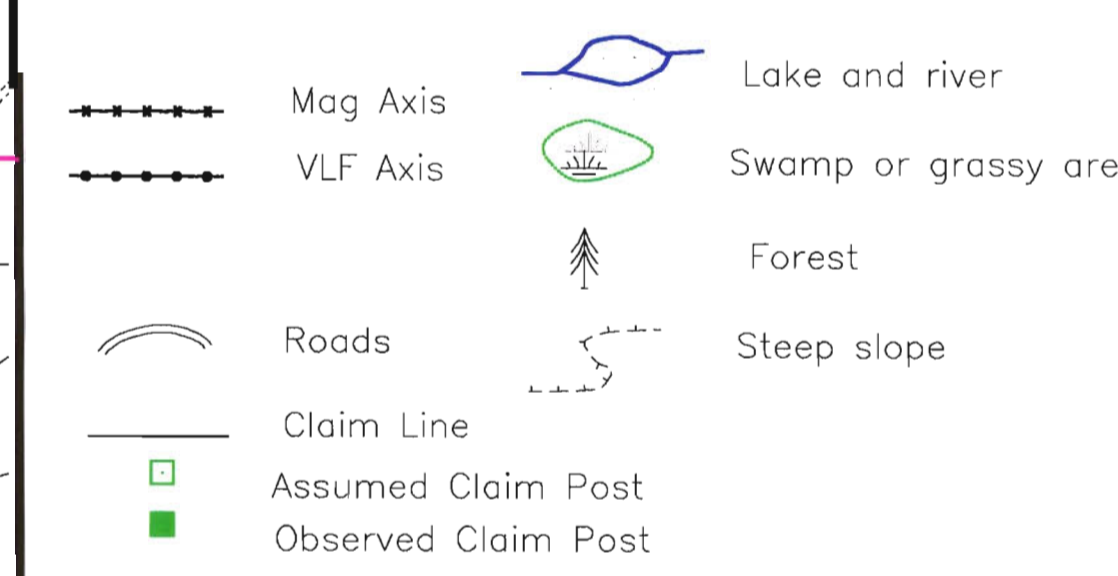 Mag Axis
VLF Axis
Roads
Claim Line
Assumed Claim Post
Observed Claim Post
Lake and river
Swamp or grassy are
Forest
Steep slope